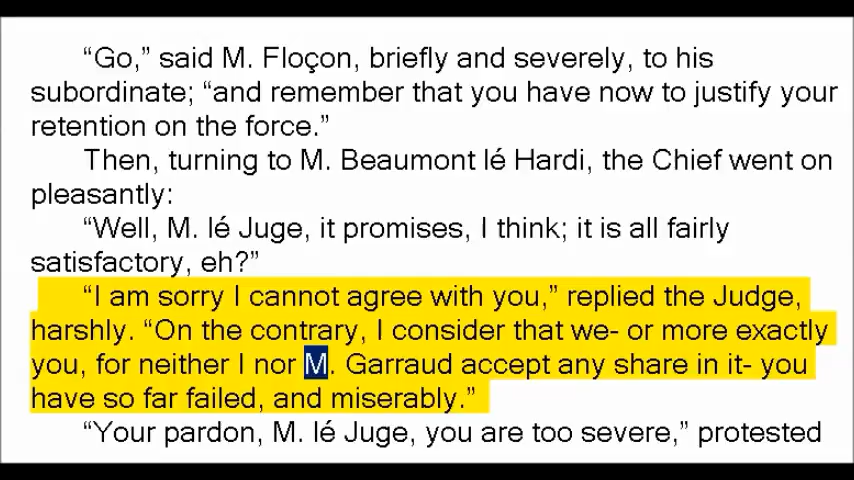 “Go,” said M. Floçon, briefly and severely, to his
subordinate; “and remember that you have now to justify your
retention on the force.”
Then, turning to M. Beaumont lé Hardi, the Chief went on
pleasantly:
“Well, M. lé Juge, it promises, I think; it is all fairly
satisfactory, eh?”
“I am sorry I cannot agree with you,” replied the Judge,
harshly. “On the contrary, I consider that we- or more exactly
you, for neither I nor M. Garraud accept any share in it- you
have so far failed, and miserably.”
“Your pardon, M. lé Juge, you are too severe,” protested